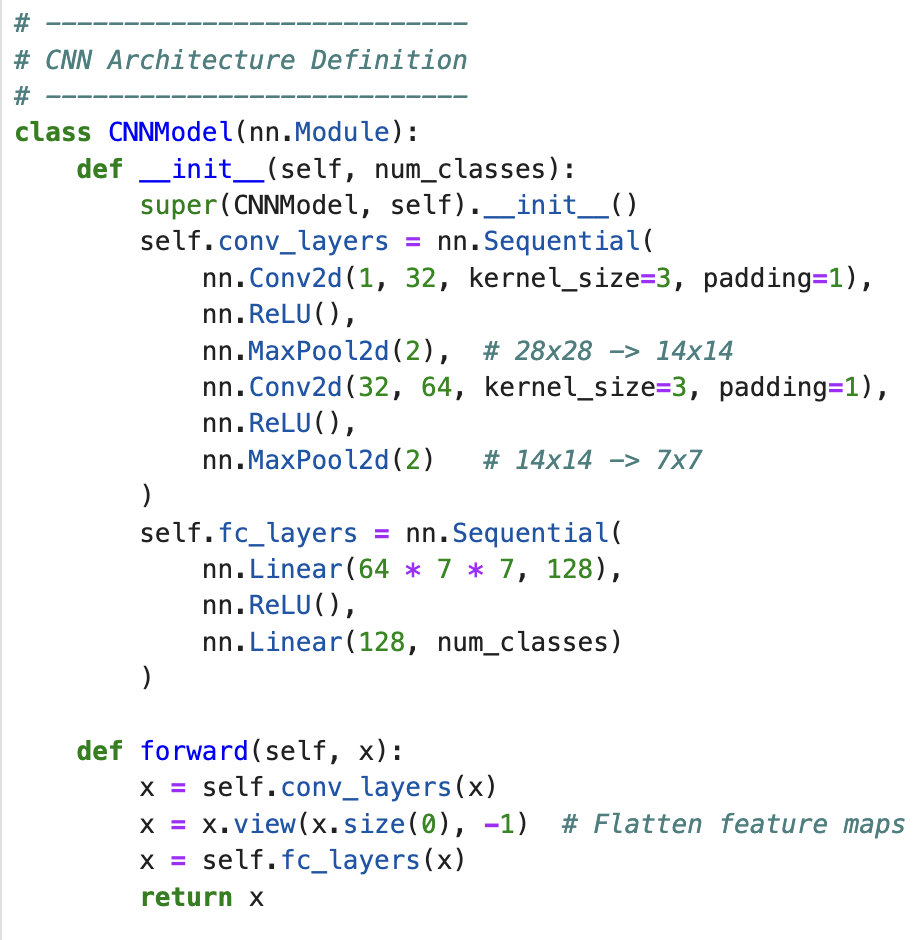 # ---------------------------
# CNN Architecture Definition
# ---------------------------
class CNNModel(nn.Module):
    def __init__(self, num_classes):
        super(CNNModel, self).__init__()
        self.conv_layers = nn.Sequential(
            nn.Conv2d(1, 32, kernel_size=3, padding=1),
            nn.ReLU(),
            nn.MaxPool2d(2),  # 28x28 -> 14x14
            nn.Conv2d(32, 64, kernel_size=3, padding=1),
            nn.ReLU(),
            nn.MaxPool2d(2)   # 14x14 -> 7x7
        )
        self.fc_layers = nn.Sequential(
            nn.Linear(64 * 7 * 7, 128),
            nn.ReLU(),
            nn.Linear(128, num_classes)
        )

    def forward(self, x):
        x = self.conv_layers(x)
        x = x.view(x.size(0), -1)  # Flatten feature maps
        x = self.fc_layers(x)
        return x